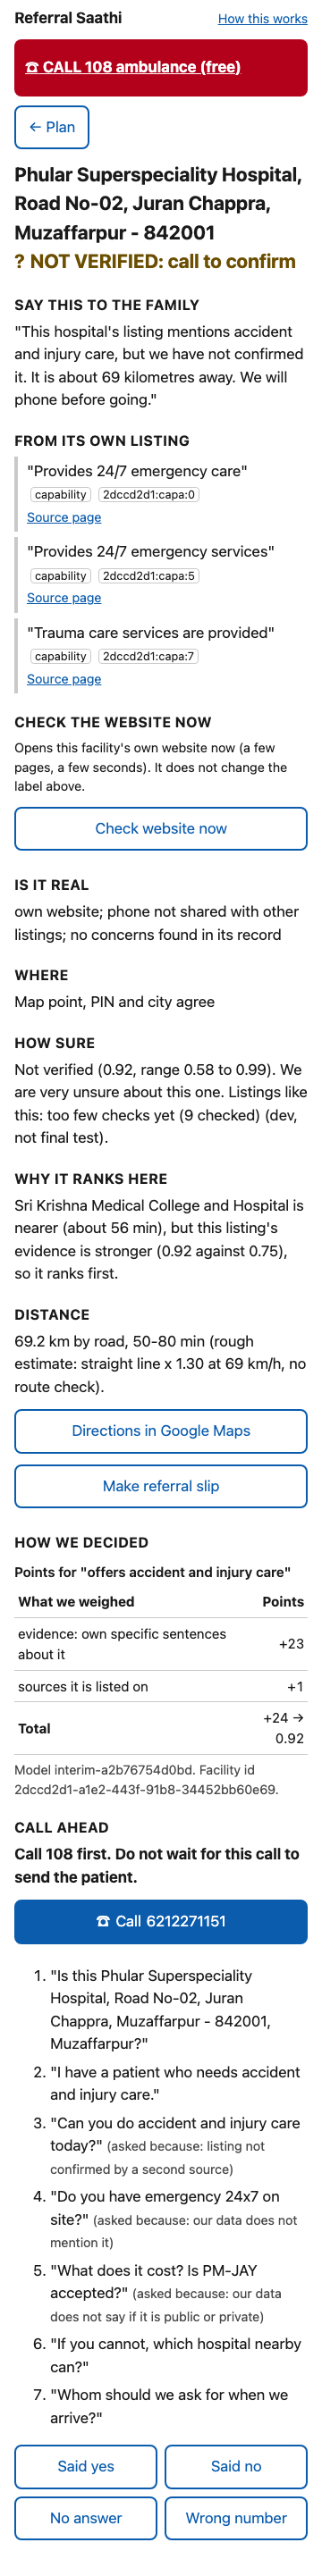 Referral Saathi
How this works
☎ CALL 108 ambulance (free)
← Plan
Phular Superspeciality Hospital,
Road No-02, Juran Chappra,
Muzaffarpur - 842001
? NOT VERIFIED: call to confirm
SAY THIS TO THE FAMILY
"This hospital's listing mentions accident
and injury care, but we have not confirmed
it. It is about 69 kilometres away. We will
phone before going."
FROM ITS OWN LISTING
"Provides 24/7 emergency care"
capability 2dccd2d1:capa:0
Source page
"Provides 24/7 emergency services"
capability 2dccd2d1:capa:5
Source page
"Trauma care services are provided"
capability 2dccd2d1:capa:7
Source page
CHECK THE WEBSITE NOW
Opens this facility's own website now (a few
pages, a few seconds). It does not change the
label above.
Check website now
IS IT REAL
own website; phone not shared with other
listings; no concerns found in its record
WHERE
Map point, PIN and city agree
HOW SURE
Not verified (0.92, range 0.58 to 0.99). We
are very unsure about this one. Listings like
this: too few checks yet (9 checked) (dev,
not final test).
WHY IT RANKS HERE
Sri Krishna Medical College and Hospital is
nearer (about 56 min), but this listing's
evidence is stronger (0.92 against 0.75),
so it ranks first.
DISTANCE
69.2 km by road, 50-80 min (rough
estimate: straight line x 1.30 at 69 km/h, no
route check).
Directions in Google Maps
Make referral slip
HOW WE DECIDED
Points for "offers accident and injury care"
What we weighed Points
evidence: own specific sentences
about it +23
sources it is listed on +1
Total +24 →
0.92
Model interim-a2b76754d0bd. Facility id
2dccd2d1-a1e2-443f-91b8-34452bb60e69.
CALL AHEAD
Call 108 first. Do not wait for this call to
send the patient.
☎ Call 6212271151
1. "Is this Phular Superspeciality
Hospital, Road No-02, Juran
Chappra, Muzaffarpur - 842001,
Muzaffarpur?"
2. "I have a patient who needs accident
and injury care."
3. "Can you do accident and injury care
today?" (asked because: listing not
confirmed by a second source)
4. "Do you have emergency 24x7 on
site?" (asked because: our data does not
mention it)
5. "What does it cost? Is PM-JAY
accepted?" (asked because: our data
does not say if it is public or private)
6. "If you cannot, which hospital nearby
can?"
7. "Whom should we ask for when we
arrive?"
Said yes
Said no
No answer
Wrong number